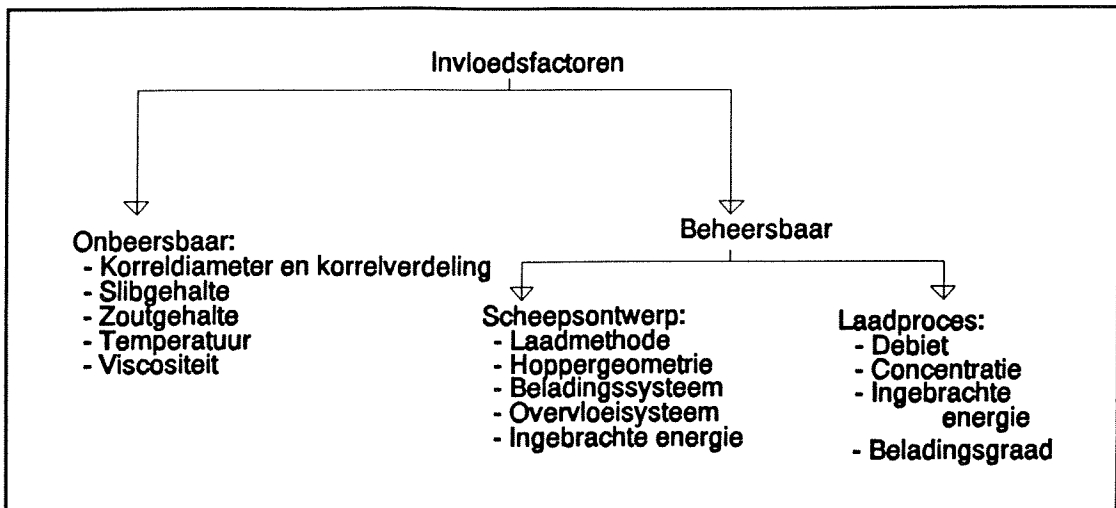 Invloedsfactoren
Onbeersbaar:
- Korreldiameter en korrelverdeling
- Slibgehalte
- Zoutgehalte
- Temperatuur
- Viscositeit
Beheersbaar
Scheepsontwerp:
- Laadmethode
- Hoppergeometrie
- Beladingssysteem
- Overvloeisysteem
- Ingebrachte energie
Laadproces:
- Debiet
- Concentratie
- Ingebrachte
energie
- Beladingsgraad